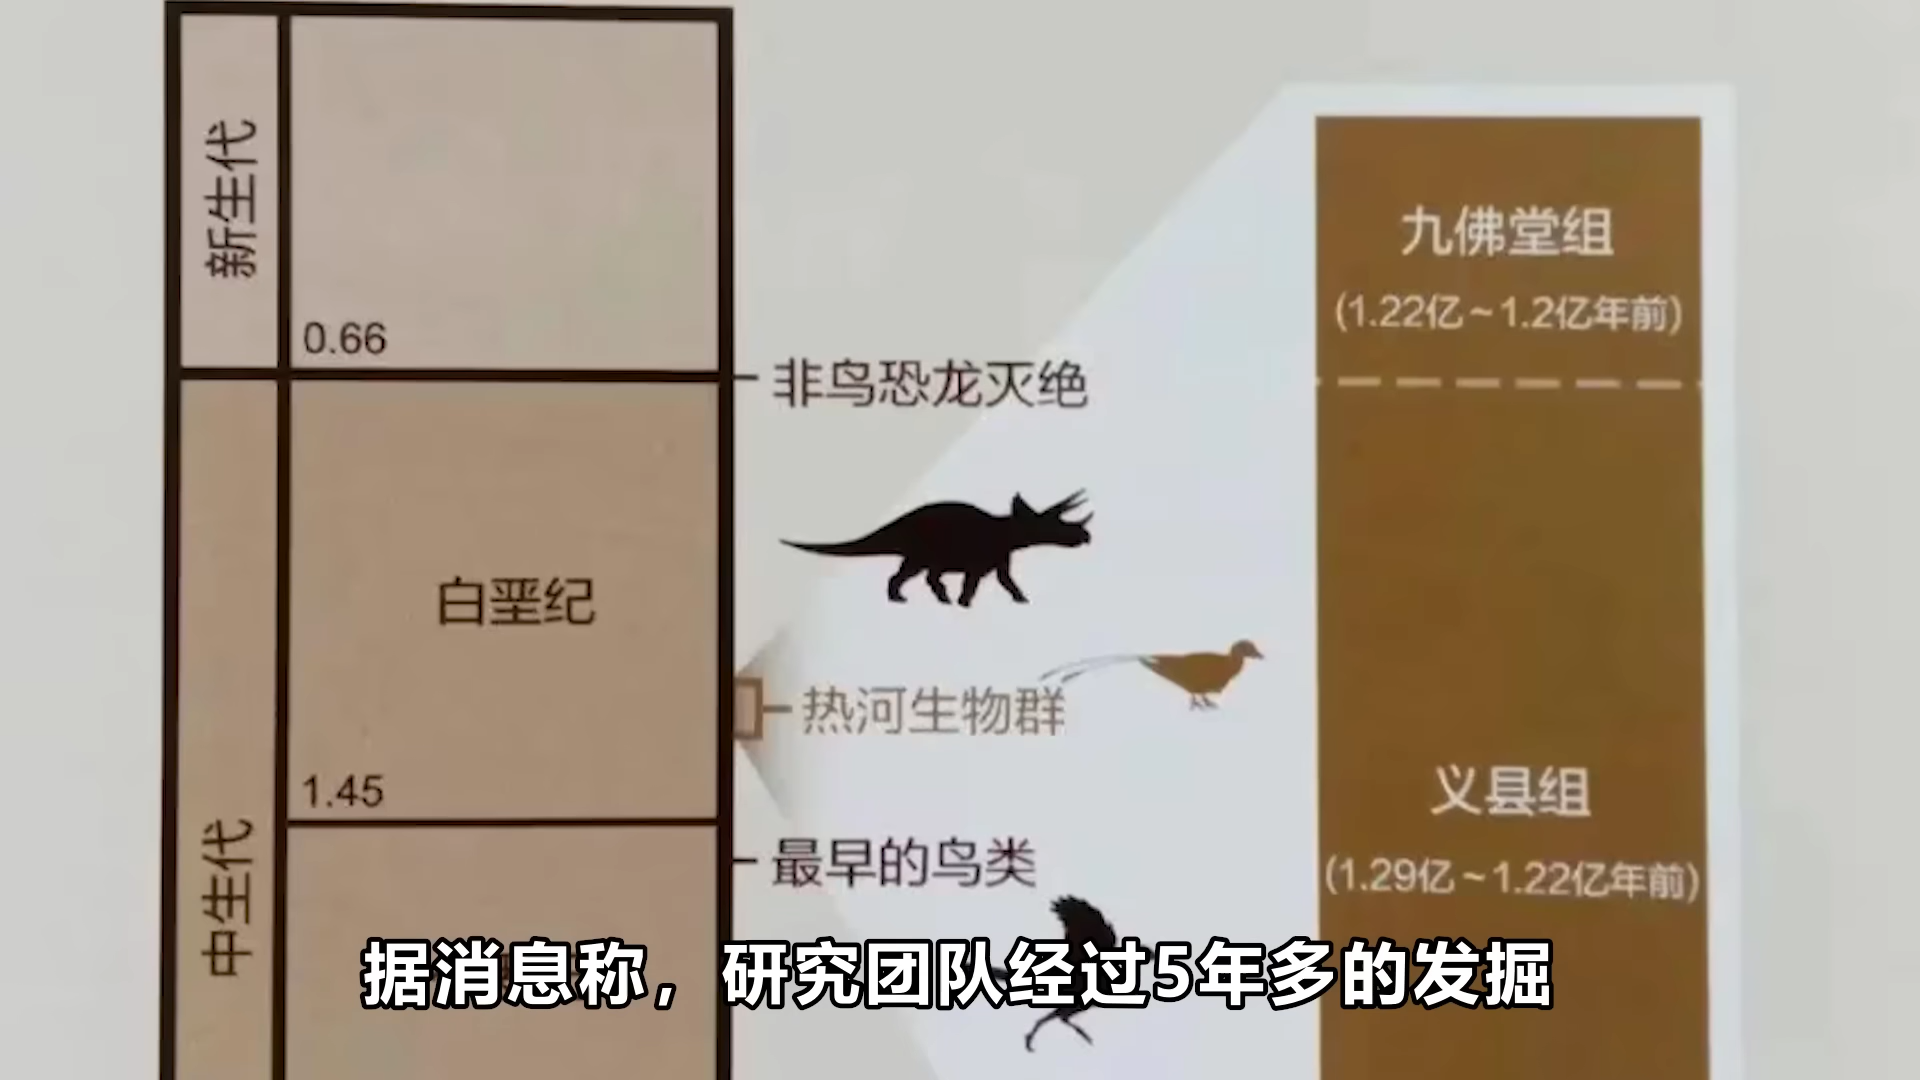 新生代
0.66
非鸟恐龙灭绝
白垩纪
热河生物群
1.45
最早的鸟类
中生代
九佛堂组
(1.22亿~1.2亿年前)
义县组
(1.29亿~1.22亿年前)
据消息称，研究团队经过5年多的发掘